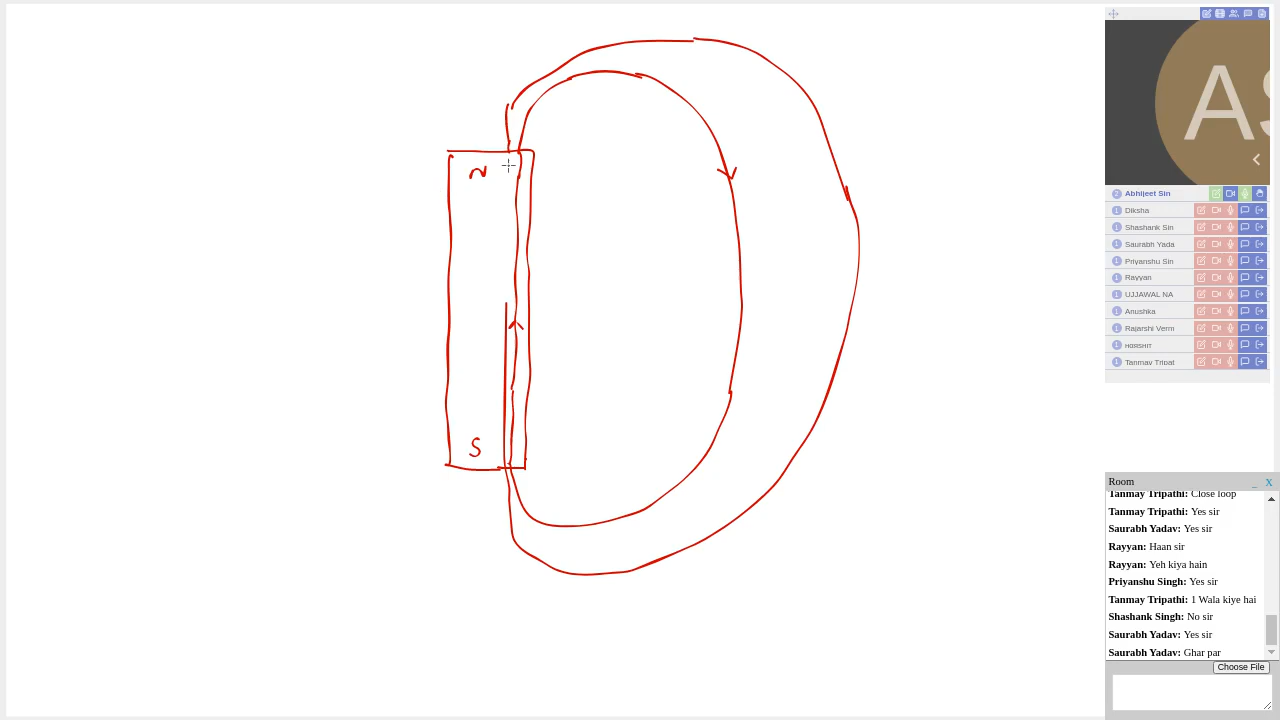 N
S
AS
Abhijeet Sin
Diksha
Shashank Sin
Saurabh Yada
Priyanshu Sin
Rayyan
UJJAWAL NA
Anushka
Rajarshi Verm
HORSHIT
Tanmay Tripat
Room
_ X
Tanmay Tripathi: Close loop
Tanmay Tripathi: Yes sir
Saurabh Yadav: Yes sir
Rayyan: Haan sir
Rayyan: Yeh kiya hain
Priyanshu Singh: Yes sir
Tanmay Tripathi: 1 Wala kiye hai
Shashank Singh: No sir
Saurabh Yadav: Yes sir
Saurabh Yadav: Ghar par
Choose File